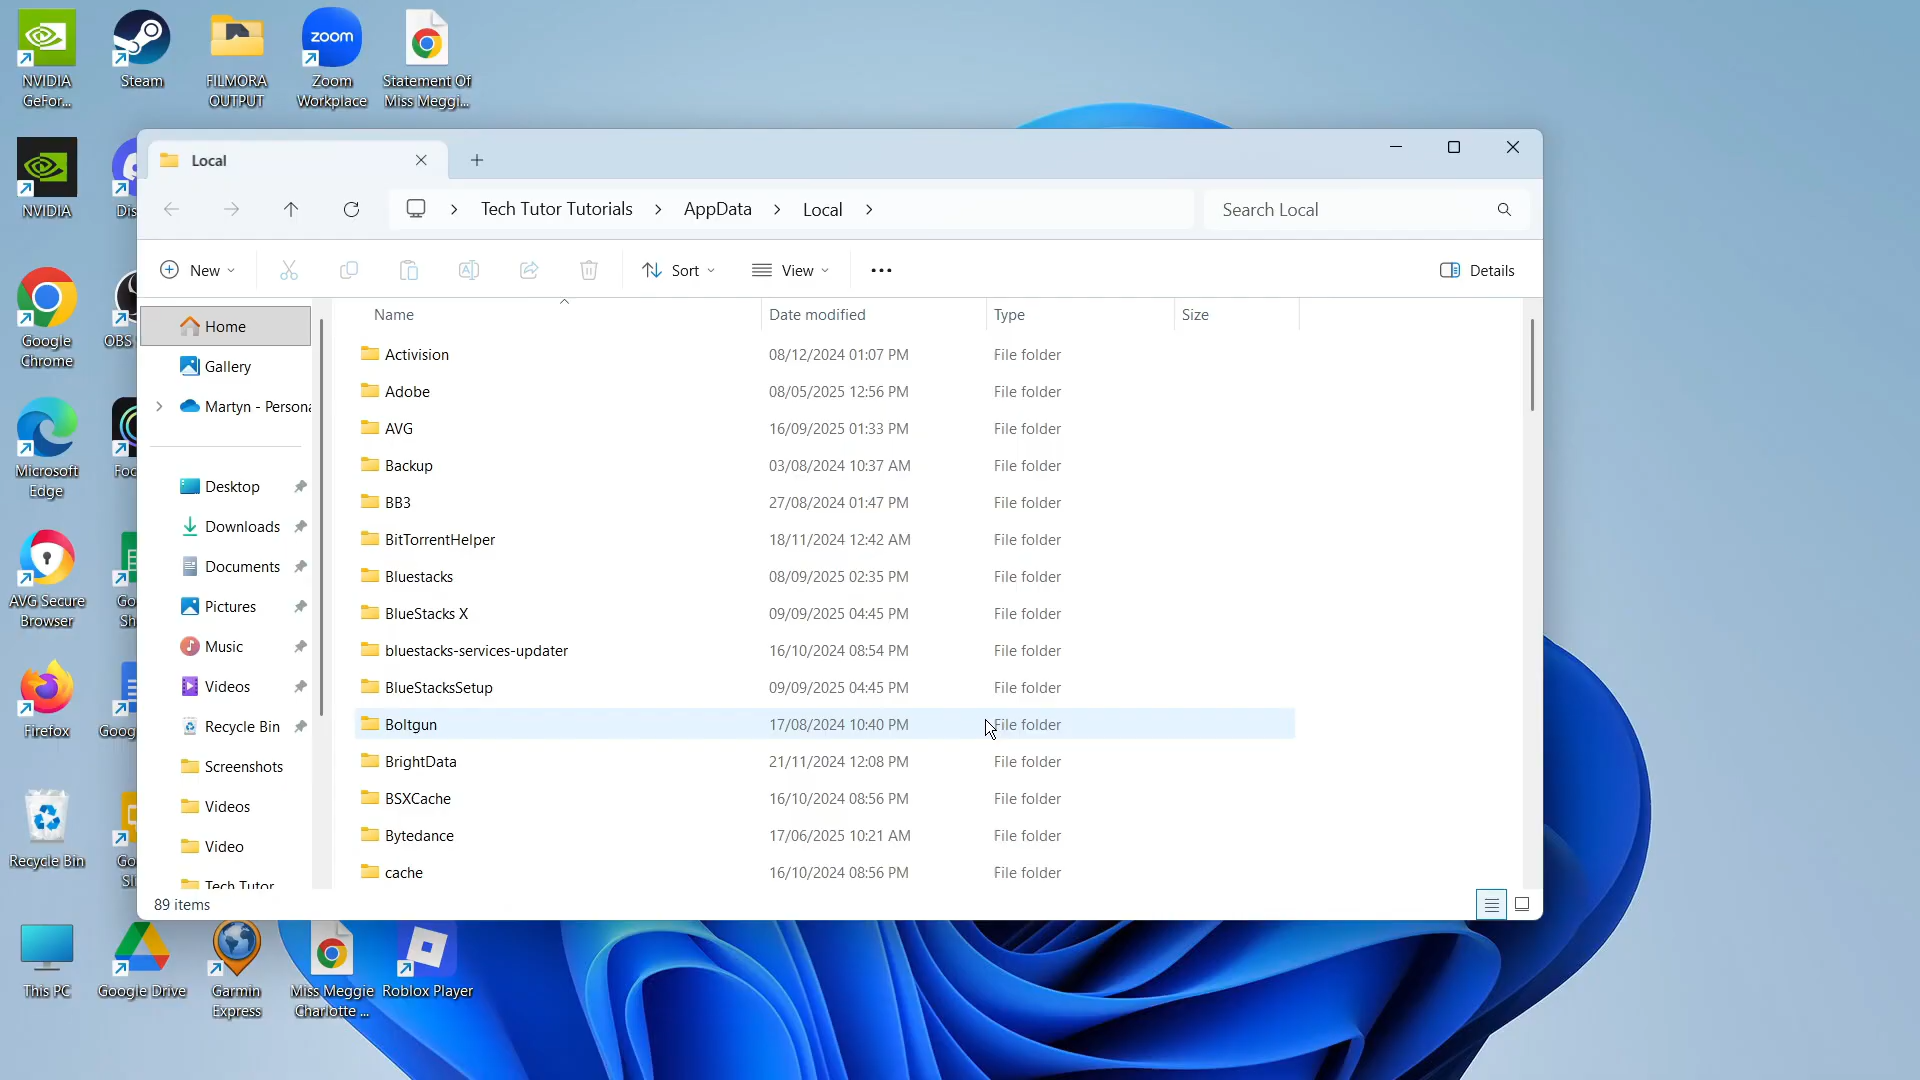 NVIDIA
GeFor...
Steam
FILMORA
OUTPUT
zoom
Zoom
Workplace
Statement Of
Miss Meggi...
NVIDIA
Dis
Google
Chrome
OBS
Microsoft
Edge
Foc
AVG Secure
Browser
Go
Sh
Firefox
Goog
Recycle Bin
Go
Sli
This PC
Google Drive
Garmin
Express
Miss Meggie
Charlotte ...
Roblox Player
Local
Tech Tutor Tutorials
AppData
Local
Search Local
New
Sort
View
Details
Home
Gallery
Martyn - Persona
Desktop
Downloads
Documents
Pictures
Music
Videos
Recycle Bin
Screenshots
Videos
Video
Tech Tutor
Name Date modified Type Size
Activision 08/12/2024 01:07 PM File folder
Adobe 08/05/2025 12:56 PM File folder
AVG 16/09/2025 01:33 PM File folder
Backup 03/08/2024 10:37 AM File folder
BB3 27/08/2024 01:47 PM File folder
BitTorrentHelper 18/11/2024 12:42 AM File folder
Bluestacks 08/09/2025 02:35 PM File folder
BlueStacks X 09/09/2025 04:45 PM File folder
bluestacks-services-updater 16/10/2024 08:54 PM File folder
BlueStacksSetup 09/09/2025 04:45 PM File folder
Boltgun 17/08/2024 10:40 PM File folder
BrightData 21/11/2024 12:08 PM File folder
BSXCache 16/10/2024 08:56 PM File folder
Bytedance 17/06/2025 10:21 AM File folder
cache 16/10/2024 08:56 PM File folder
89 items